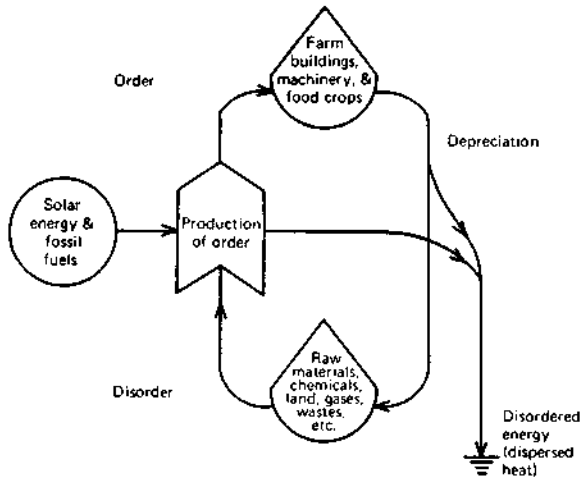 Farm
buildings,
machinery, &
food crops
Order
Depreciation
Solar
energy &
fossil
fuels
Production
of order
Raw
materials,
chemicals,
land, gases,
wastes,
etc.
Disorder
Disordered
energy
(dispersed
heat)